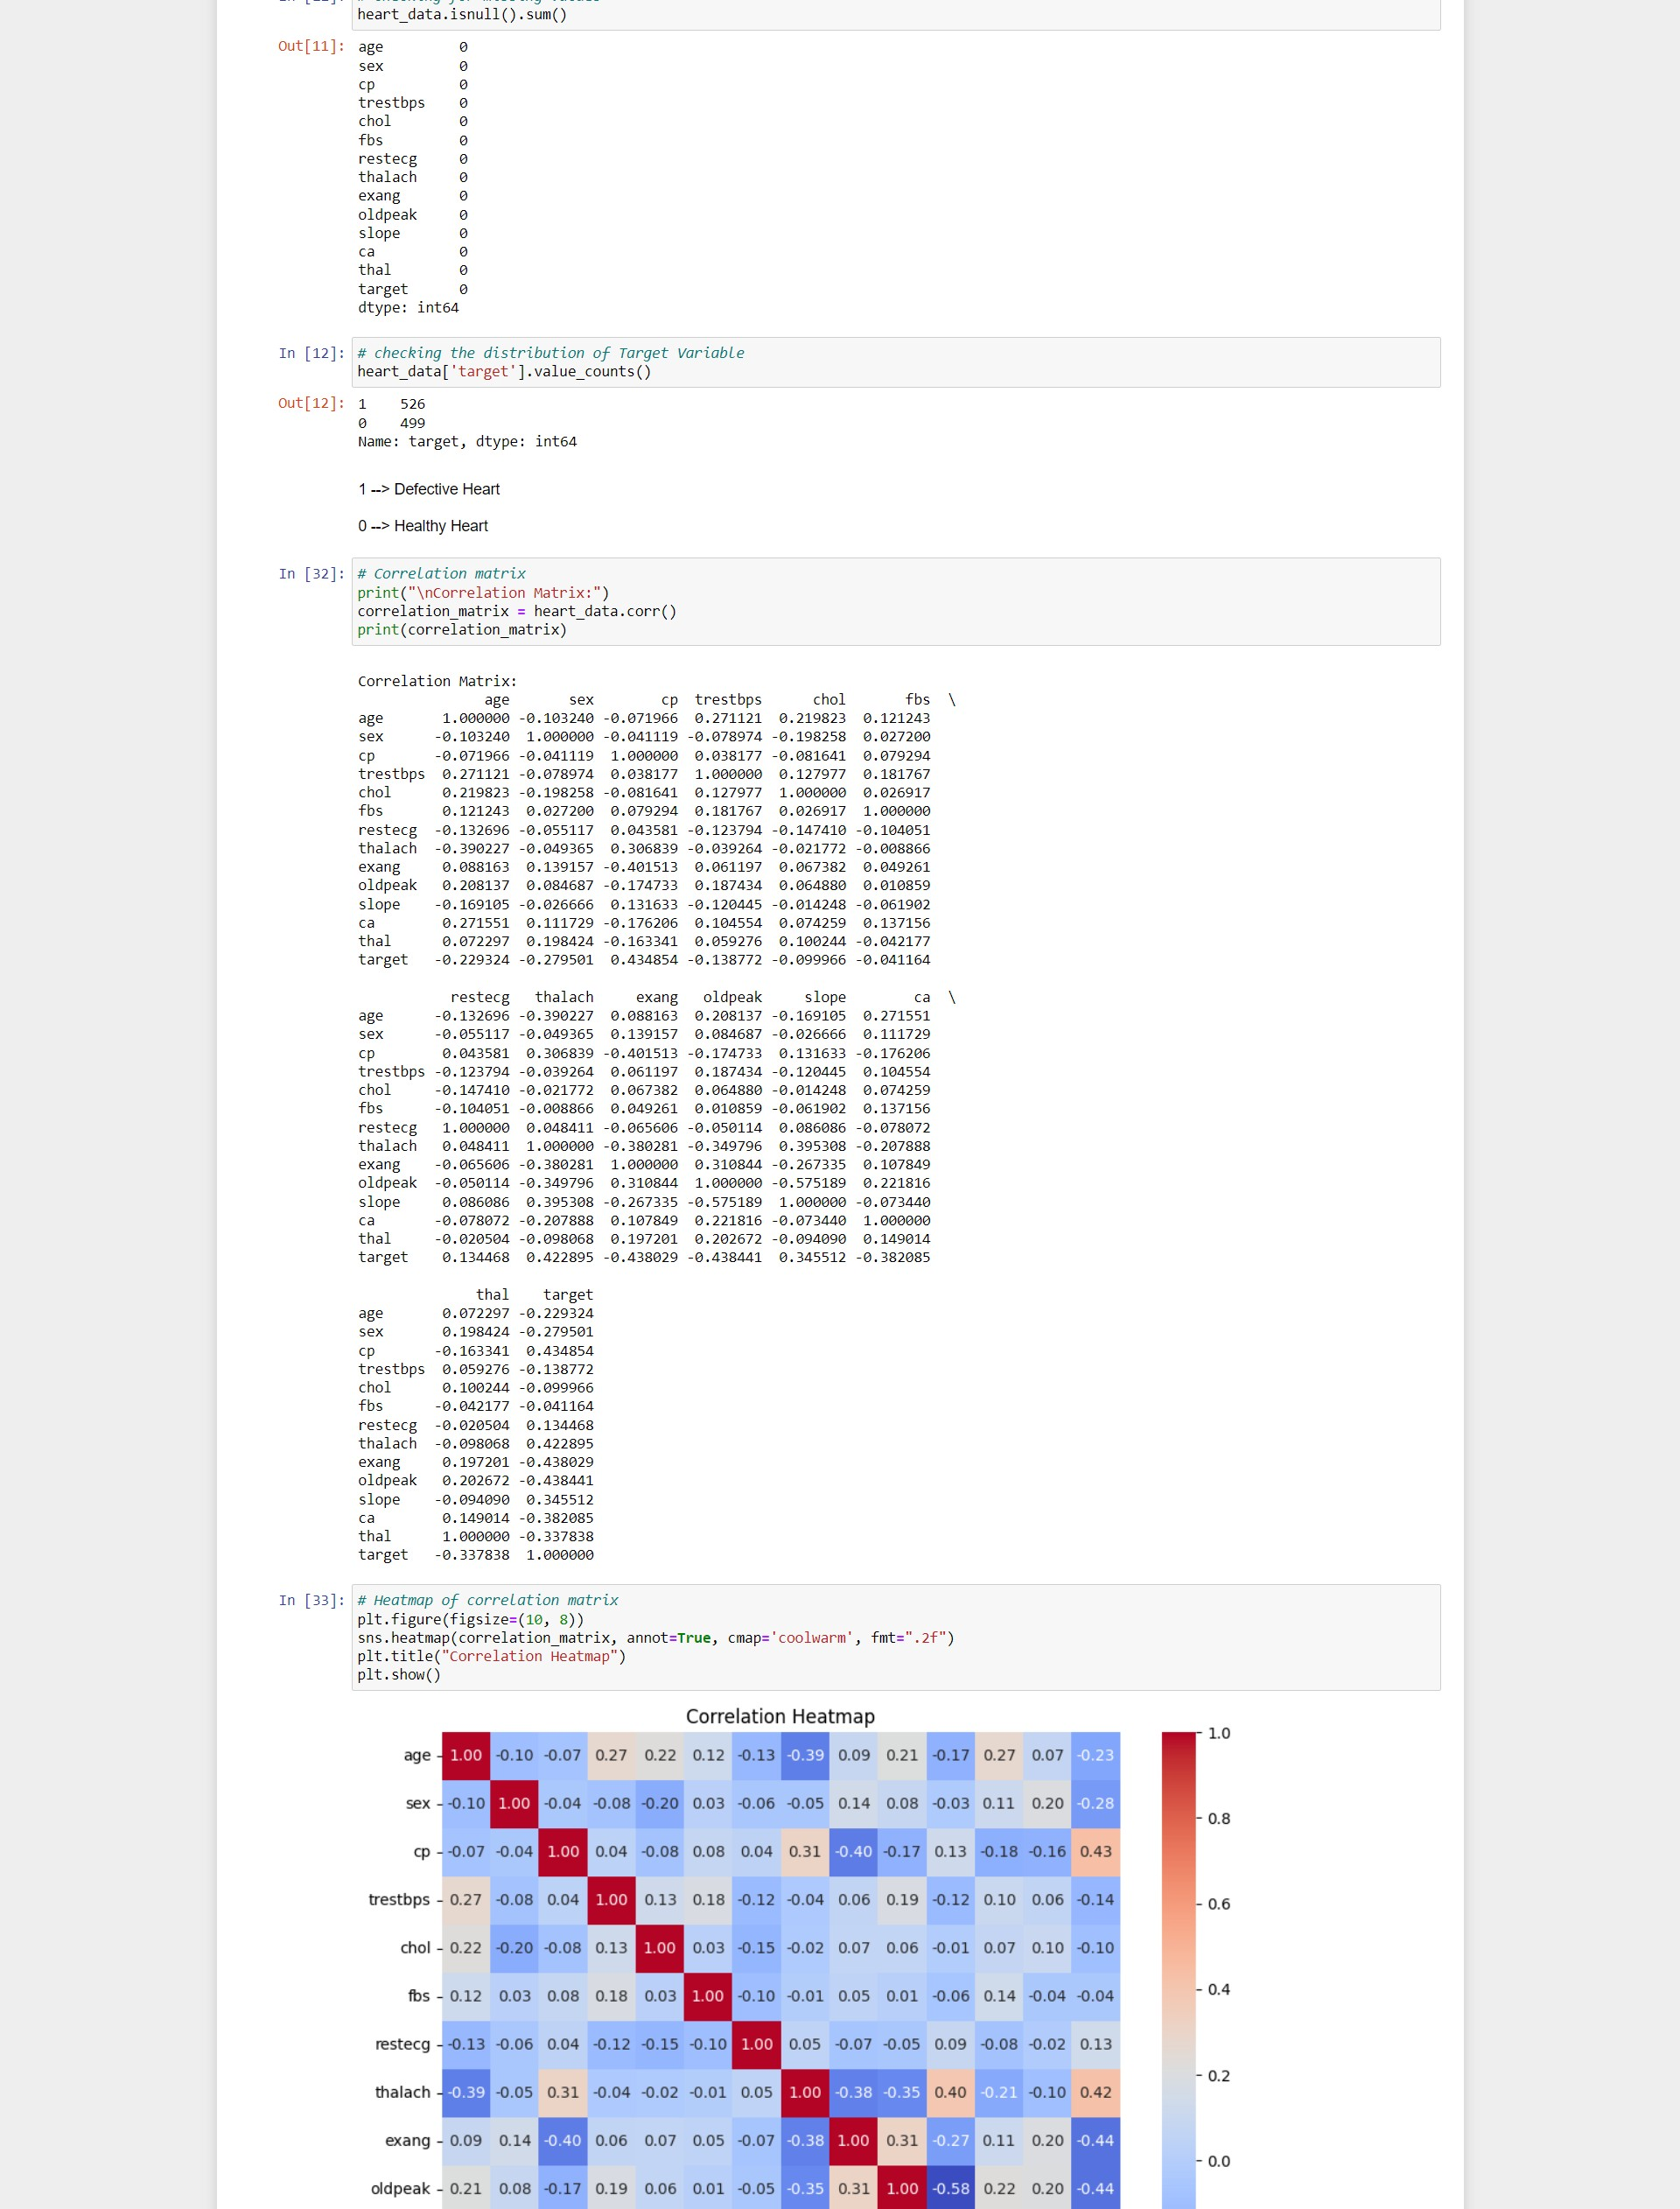 heart_data.isnull().sum()
Out[11]: age 0
sex 0
cp 0
trestbps 0
chol 0
fbs 0
restecg 0
thalach 0
exang 0
oldpeak 0
slope 0
ca 0
thal 0
target 0
dtype: int64
In [12]: # checking the distribution of Target Variable
heart_data['target'].value_counts()
Out[12]: 1 526
0 499
Name: target, dtype: int64
1 --> Defective Heart
0 --> Healthy Heart
In [32]: # Correlation matrix
print("\nCorrelation Matrix:")
correlation_matrix = heart_data.corr()
print(correlation_matrix)
Correlation Matrix:
age sex cp trestbps chol fbs \
age 1.000000 -0.103240 -0.071966 0.271121 0.219823 0.121243
sex -0.103240 1.000000 -0.041119 -0.078974 -0.198258 0.027200
cp -0.071966 -0.041119 1.000000 0.038177 -0.081641 0.079294
trestbps 0.271121 -0.078974 0.038177 1.000000 0.127977 0.181767
chol 0.219823 -0.198258 -0.081641 0.127977 1.000000 0.026917
fbs 0.121243 0.027200 0.079294 0.181767 0.026917 1.000000
restecg -0.132696 -0.055117 0.043581 -0.123794 -0.147410 -0.104051
thalach -0.390227 -0.049365 0.306839 -0.039264 -0.021772 -0.008866
exang 0.088163 0.139157 -0.401513 0.061197 0.067382 0.049261
oldpeak 0.208137 0.084687 -0.174733 0.187434 0.064880 0.010859
slope -0.169105 -0.026666 0.131633 -0.120445 -0.014248 -0.061902
ca 0.271551 0.111729 -0.176206 0.104554 0.074259 0.137156
thal 0.072297 0.198424 -0.163341 0.059276 0.100244 -0.042177
target -0.229324 -0.279501 0.434854 -0.138772 -0.099966 -0.041164
restecg thalach exang oldpeak slope ca \
age -0.132696 -0.390227 0.088163 0.208137 -0.169105 0.271551
sex -0.055117 -0.049365 0.139157 0.084687 -0.026666 0.111729
cp 0.043581 0.306839 -0.401513 -0.174733 0.131633 -0.176206
trestbps -0.123794 -0.039264 0.061197 0.187434 -0.120445 0.104554
chol -0.147410 -0.021772 0.067382 0.064880 -0.014248 0.074259
fbs -0.104051 -0.008866 0.049261 0.010859 -0.061902 0.137156
restecg 1.000000 0.048411 -0.065606 -0.050114 0.086086 -0.078072
thalach 0.048411 1.000000 -0.380281 -0.349796 0.395308 -0.207888
exang -0.065606 -0.380281 1.000000 0.310844 -0.267335 0.107849
oldpeak -0.050114 -0.349796 0.310844 1.000000 -0.575189 0.221816
slope 0.086086 0.395308 -0.267335 -0.575189 1.000000 -0.073440
ca -0.078072 -0.207888 0.107849 0.221816 -0.073440 1.000000
thal -0.020504 -0.098068 0.197201 0.202672 -0.094090 0.149014
target 0.134468 0.422895 -0.438029 -0.438441 0.345512 -0.382085
thal target
age 0.072297 -0.229324
sex 0.198424 -0.279501
cp -0.163341 0.434854
trestbps 0.059276 -0.138772
chol 0.100244 -0.099966
fbs -0.042177 -0.041164
restecg -0.020504 0.134468
thalach -0.098068 0.422895
exang 0.197201 -0.438029
oldpeak 0.202672 -0.438441
slope -0.094090 0.345512
ca 0.149014 -0.382085
thal 1.000000 -0.337838
target -0.337838 1.000000
In [33]: # Heatmap of correlation matrix
plt.figure(figsize=(10, 8))
sns.heatmap(correlation_matrix, annot=True, cmap='coolwarm', fmt=".2f")
plt.title("Correlation Heatmap")
plt.show()
Correlation Heatmap
age 1.00 -0.10 -0.07 0.27 0.22 0.12 -0.13 -0.39 0.09 0.21 -0.17 0.27 0.07 -0.23
sex -0.10 1.00 -0.04 -0.08 -0.20 0.03 -0.06 -0.05 0.14 0.08 -0.03 0.11 0.20 -0.28
cp -0.07 -0.04 1.00 0.04 -0.08 0.08 0.04 0.31 -0.40 -0.17 0.13 -0.18 -0.16 0.43
trestbps 0.27 -0.08 0.04 1.00 0.13 0.18 -0.12 -0.04 0.06 0.19 -0.12 0.10 0.06 -0.14
chol 0.22 -0.20 -0.08 0.13 1.00 0.03 -0.15 -0.02 0.07 0.06 -0.01 0.07 0.10 -0.10
fbs 0.12 0.03 0.08 0.18 0.03 1.00 -0.10 -0.01 0.05 0.01 -0.06 0.14 -0.04 -0.04
restecg -0.13 -0.06 0.04 -0.12 -0.15 -0.10 1.00 0.05 -0.07 -0.05 0.09 -0.08 -0.02 0.13
thalach -0.39 -0.05 0.31 -0.04 -0.02 -0.01 0.05 1.00 -0.38 -0.35 0.40 -0.21 -0.10 0.42
exang 0.09 0.14 -0.40 0.06 0.07 0.05 -0.07 -0.38 1.00 0.31 -0.27 0.11 0.20 -0.44
oldpeak 0.21 0.08 -0.17 0.19 0.06 0.01 -0.05 -0.35 0.31 1.00 -0.58 0.22 0.20 -0.44
1.0
0.8
0.6
0.4
0.2
0.0